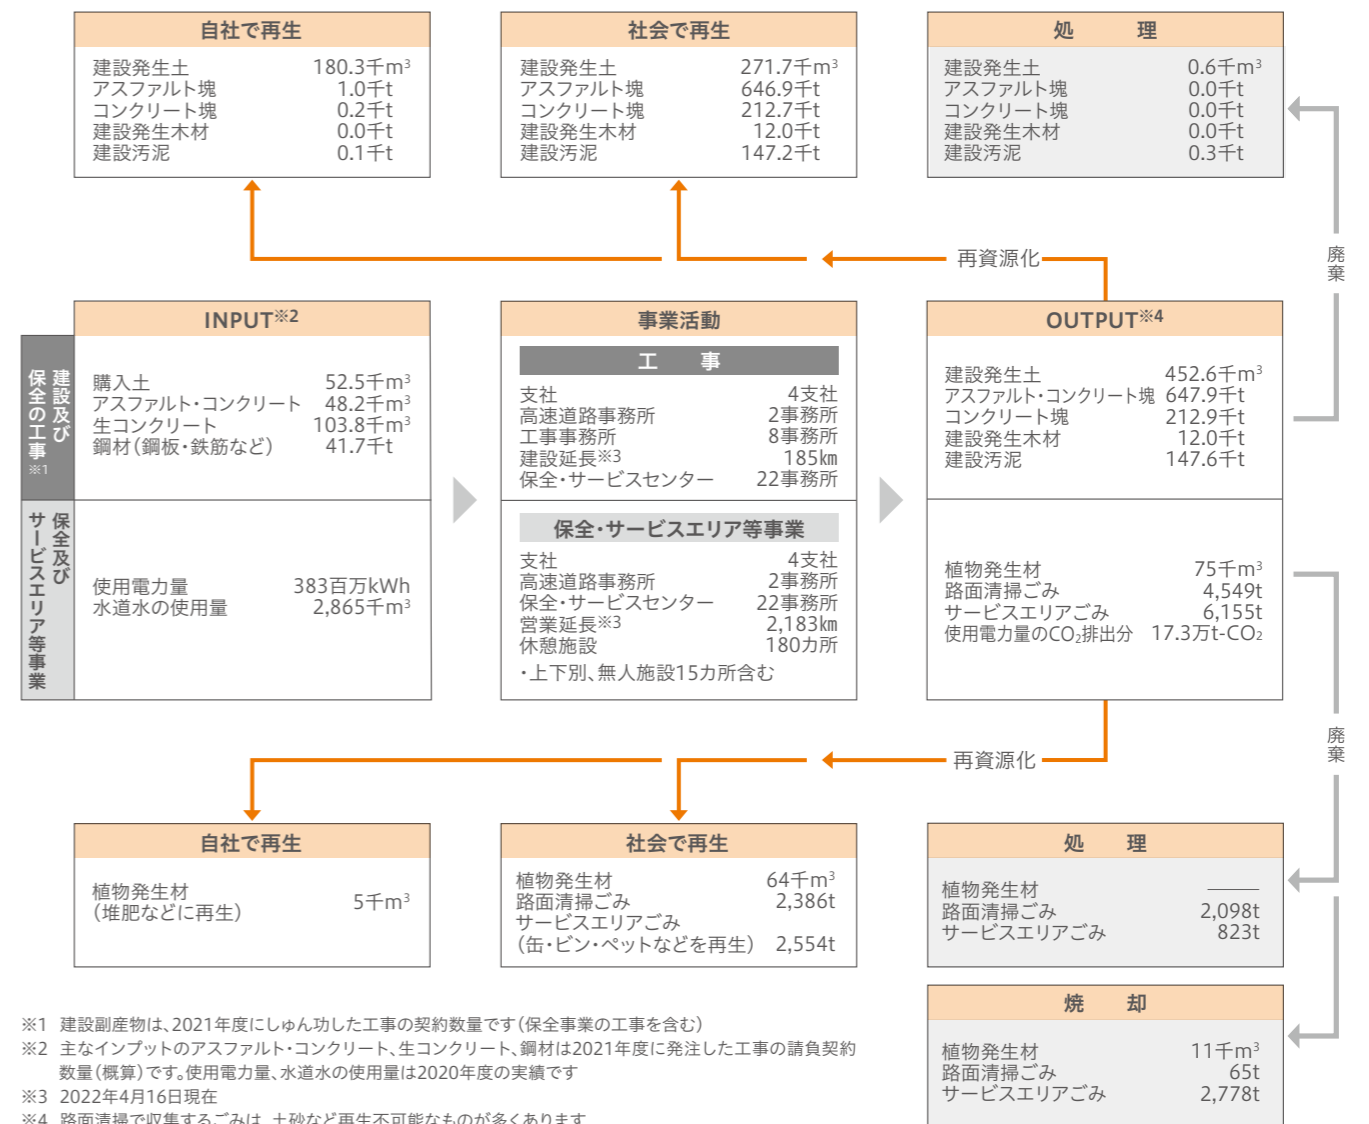 自社で再生
建設発生土 180.3千m³
アスファルト塊 1.0千t
コンクリート塊 0.2千t
建設発生木材 0.0千t
建設汚泥 0.1千t
社会で再生
建設発生土 271.7千m³
アスファルト塊 646.9千t
コンクリート塊 212.7千t
建設発生木材 12.0千t
建設汚泥 147.2千t
処 理
建設発生土 0.6千m³
アスファルト塊 0.0千t
コンクリート塊 0.0千t
建設発生木材 0.0千t
建設汚泥 0.3千t
再資源化
廃棄
建設及び
保全の工事※1
INPUT※2
購入土 52.5千m³
アスファルト・コンクリート 48.2千m³
生コンクリート 103.8千m³
鋼材(鋼板・鉄筋など) 41.7千t
事業活動
工 事
支社 4支社
高速道路事務所 2事務所
工事事務所 8事務所
建設延長※3 185㎞
保全・サービスセンター 22事務所
OUTPUT※4
建設発生土 452.6千m³
アスファルト・コンクリート塊 647.9千t
コンクリート塊 212.9千t
建設発生木材 12.0千t
建設汚泥 147.6千t
保全及び
サービスエリア等事業
使用電力量 383百万kWh
水道水の使用量 2,865千m³
保全・サービスエリア等事業
支社 4支社
高速道路事務所 2事務所
保全・サービスセンター 22事務所
営業延長※3 2,183㎞
休憩施設 180カ所
・上下別、無人施設15カ所含む
植物発生材 75千m³
路面清掃ごみ 4,549t
サービスエリアごみ 6,155t
使用電力量のCO₂排出分 17.3万t-CO₂
再資源化
廃棄
自社で再生
植物発生材
(堆肥などに再生) 5千m³
社会で再生
植物発生材 64千m³
路面清掃ごみ 2,386t
サービスエリアごみ
(缶・ビン・ペットなどを再生) 2,554t
処 理
植物発生材 ―――
路面清掃ごみ 2,098t
サービスエリアごみ 823t
焼 却
植物発生材 11千m³
路面清掃ごみ 65t
サービスエリアごみ 2,778t
※1 建設副産物は、2021年度にしゅん功した工事の契約数量です(保全事業の工事を含む)
※2 主なインプットのアスファルト・コンクリート、生コンクリート、鋼材は2021年度に発注した工事の請負契約
数量(概算)です。使用電力量、水道水の使用量は2020年度の実績です
※3 2022年4月16日現在
※4 路面清掃で収集するごみは、土砂など再生不可能なものが多くあります